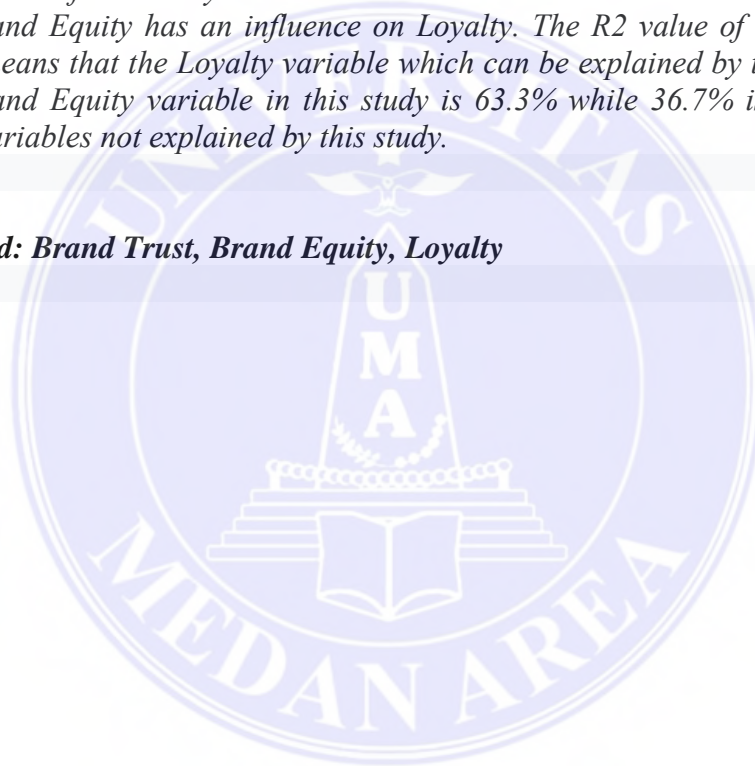 and Equity has an influence on Loyalty. The R2 value of
eans that the Loyalty variable which can be explained by
and Equity variable in this study is 63.3% while 36.7% i
ariables not explained by this study.
d: Brand Trust, Brand Equity, Loyalty
UNIVERSITAS
UMA
MEDAN AREA